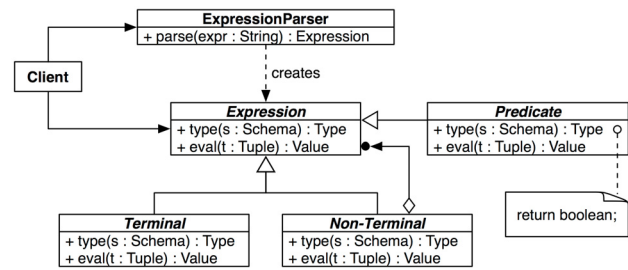 ExpressionParser
+ parse(expr : String) : Expression
Client
creates
Expression
+ type(s : Schema) : Type
+ eval(t : Tuple) : Value
Predicate
+ type(s : Schema) : Type
+ eval(t : Tuple) : Value
return boolean;
Terminal
+ type(s : Schema) : Type
+ eval(t : Tuple) : Value
Non-Terminal
+ type(s : Schema) : Type
+ eval(t : Tuple) : Value